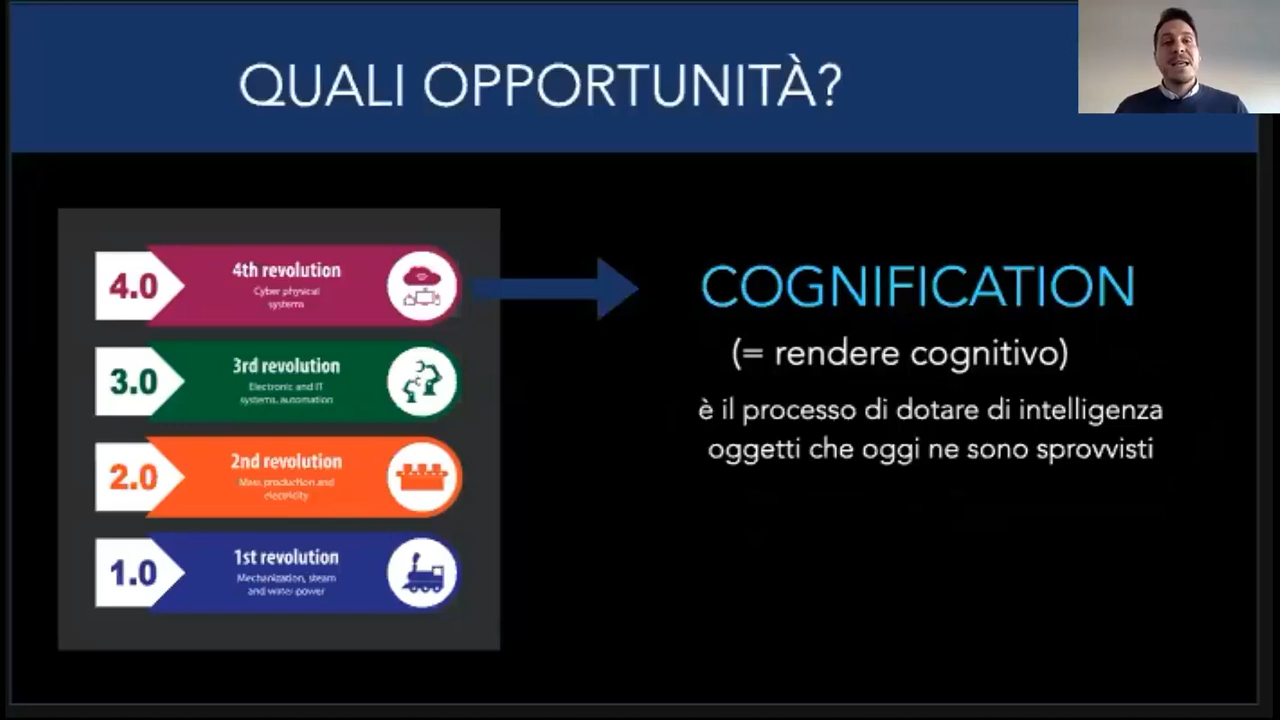 QUALI OPPORTUNITÀ?
4.0
4th revolution
Cyber physical
systems
3.0
3rd revolution
Electronic and IT
systems, automation
2.0
2nd revolution
Mass production and
electricity
1.0
1st revolution
Mechanization, steam
and water power
COGNIFICATION
(= rendere cognitivo)
è il processo di dotare di intelligenza
oggetti che oggi ne sono sprovvisti